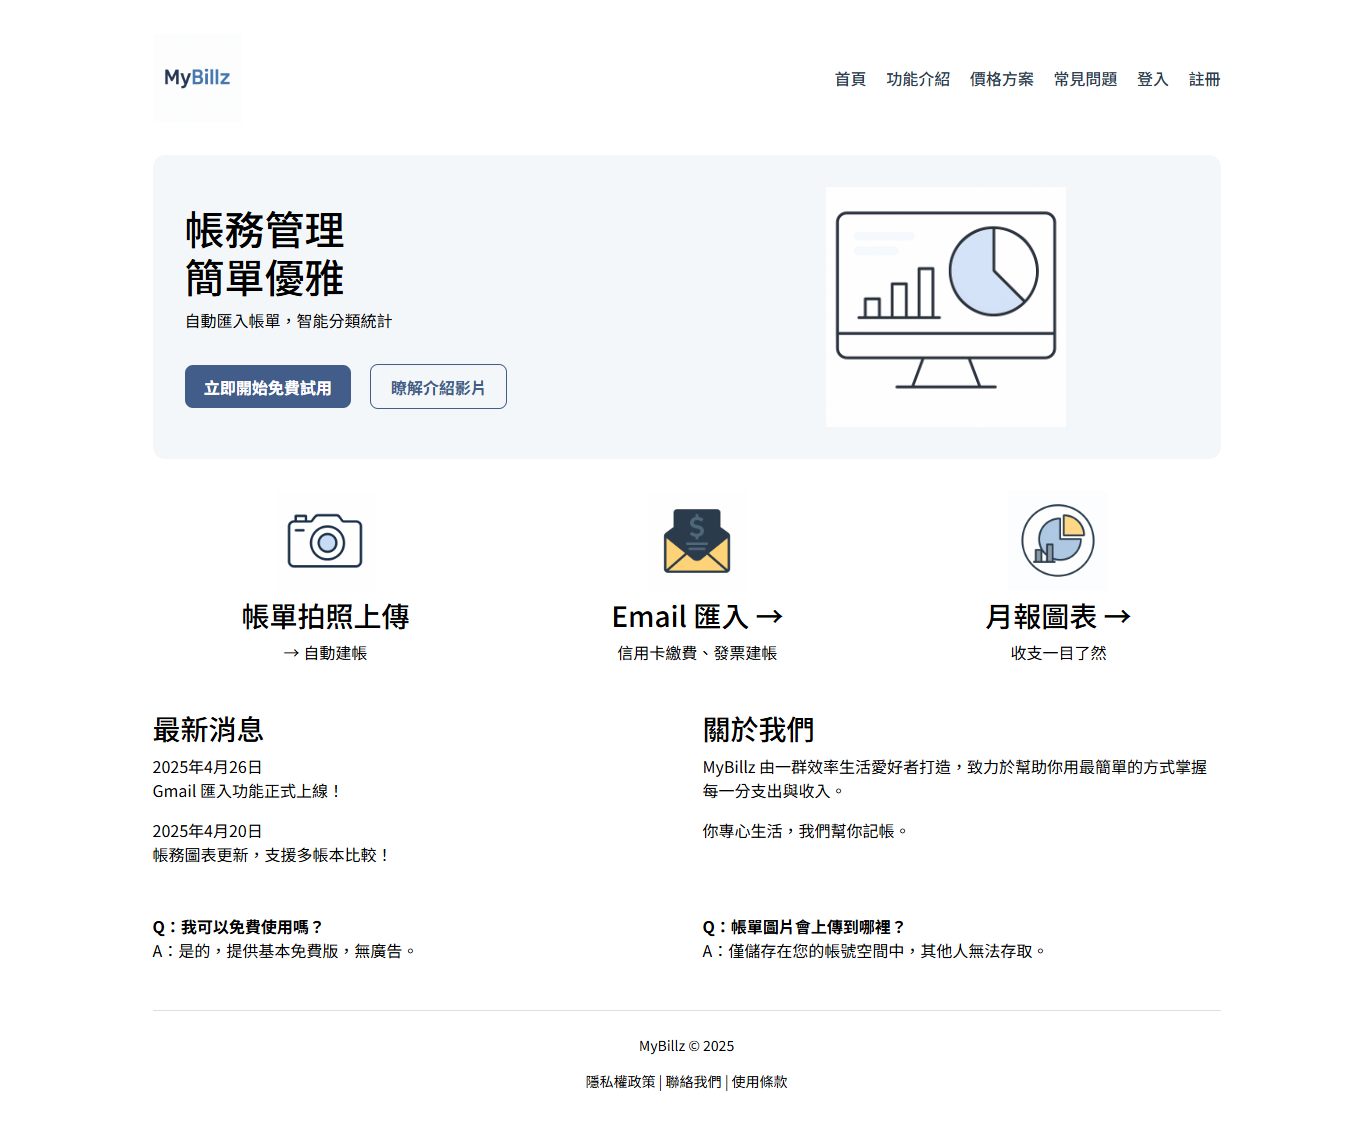 MyBillz
首頁 功能介紹 價格方案 常見問題 登入 註冊
帳務管理
簡單優雅
自動匯入帳單，智能分類統計
立即開始免費試用 瞭解介紹影片
$
帳單拍照上傳
→ 自動建帳
Email 匯入 →
信用卡繳費、發票建帳
月報圖表 →
收支一目了然
最新消息
2025年4月26日
Gmail 匯入功能正式上線！
2025年4月20日
帳務圖表更新，支援多帳本比較！
關於我們
MyBillz 由一群效率生活愛好者打造，致力於幫助你用最簡單的方式掌握
每一分支出與收入。
你專心生活，我們幫你記帳。
Q：我可以免費使用嗎？
A：是的，提供基本免費版，無廣告。
Q：帳單圖片會上傳到哪裡？
A：僅儲存在您的帳號空間中，其他人無法存取。
MyBillz © 2025
隱私權政策 | 聯絡我們 | 使用條款